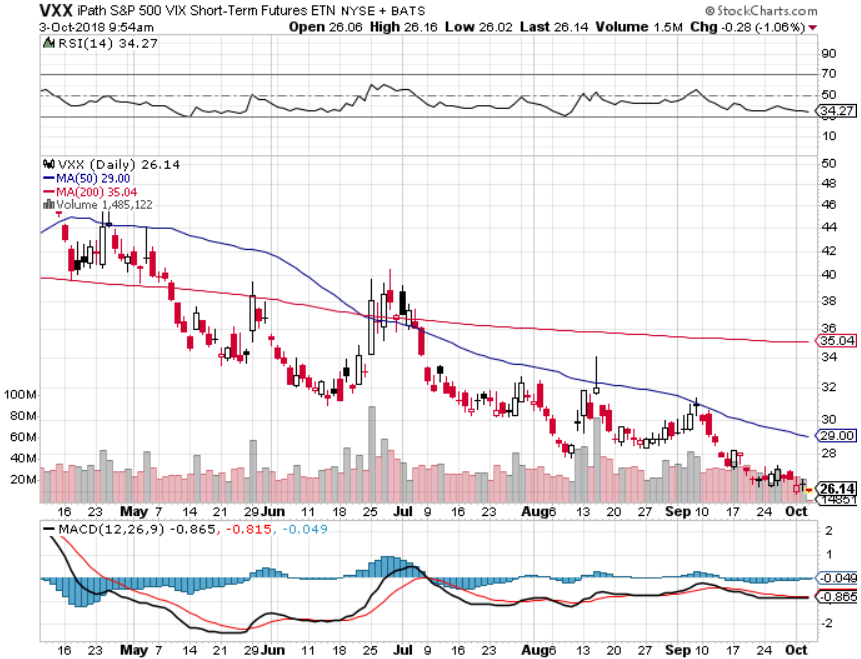 VXX iPath S&P 500 VIX Short-Term Futures ETN NYSE + BATS © StockCharts.com
3-Oct-2018 9:54am Open 26.06 High 26.16 Low 26.02 Last 26.14 Volume 1.5M Chg -0.28 (-1.06%)
RSI(14) 34.27
90
70
50
34.27
30
10
VXX (Daily) 26.14
MA(50) 29.00
MA(200) 35.04
Volume 1,485,122
50
48
46
44
42
40
38
36
35.04
34
32
100M
80M
30
60M
29.00
28
40M
20M
26.14
16 23 May 7 14 21 29 Jun 11 18 25 Jul 9 16 23 Aug 6 13 20 27 Sep 10 17 24 Oct
MACD(12,26,9) -0.865, -0.815, -0.049
2
1
-0.049
-0.865
-2
16 23 May 7 14 21 29 Jun 11 18 25 Jul 9 16 23 Aug 6 13 20 27 Sep 10 17 24 Oct